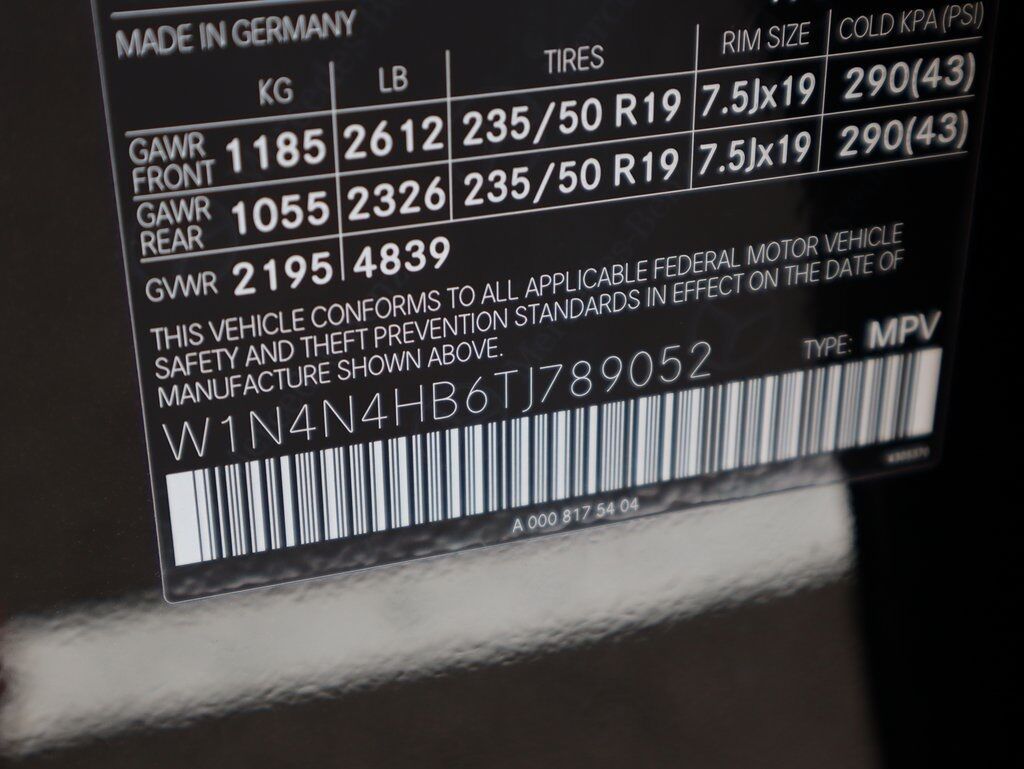 MADE IN GERMANY
KG LB TIRES RIM SIZE COLD KPA (PSI)
GAWR FRONT 1185 2612 235/50 R19 7.5Jx19 290(43)
GAWR REAR 1055 2326 235/50 R19 7.5Jx19 290(43)
GVWR 2195 4839
THIS VEHICLE CONFORMS TO ALL APPLICABLE FEDERAL MOTOR VEHICLE
SAFETY AND THEFT PREVENTION STANDARDS IN EFFECT ON THE DATE OF
MANUFACTURE SHOWN ABOVE.
W1N4N4HB6TJ789052 TYPE: MPV
A 000 817 54 04